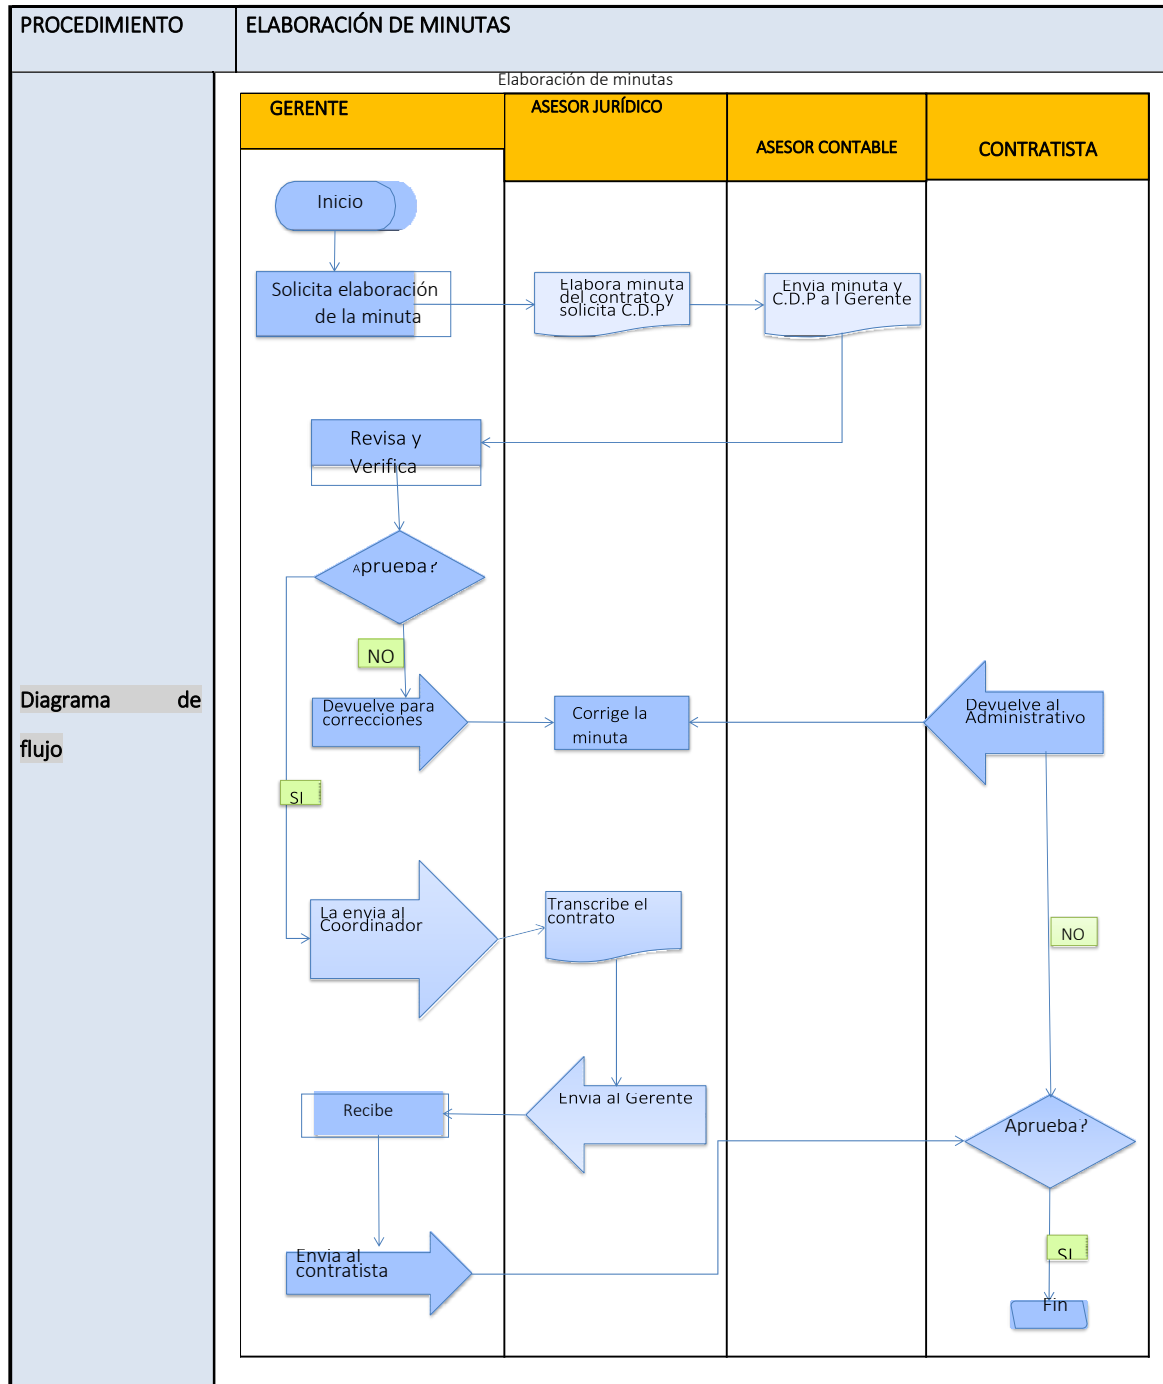 PROCEDIMIENTO
ELABORACIÓN DE MINUTAS
Elaboración de minutas
GERENTE
ASESOR JURÍDICO
ASESOR CONTABLE
CONTRATISTA
Inicio
Solicita elaboración
de la minuta
Elabora minuta
del contrato y
solicita C.D.P
Envia minuta y
C.D.P a l Gerente
Revisa y
Verifica
Aprueba?
NO
Diagrama de
flujo
Devuelve para
correcciones
Corrige la
minuta
Devuelve al
Administrativo
SI
La envia al
Coordinador
Transcribe el
contrato
NO
Recibe
Envia al Gerente
Aprueba?
Envia al
contratista
SI
Fin